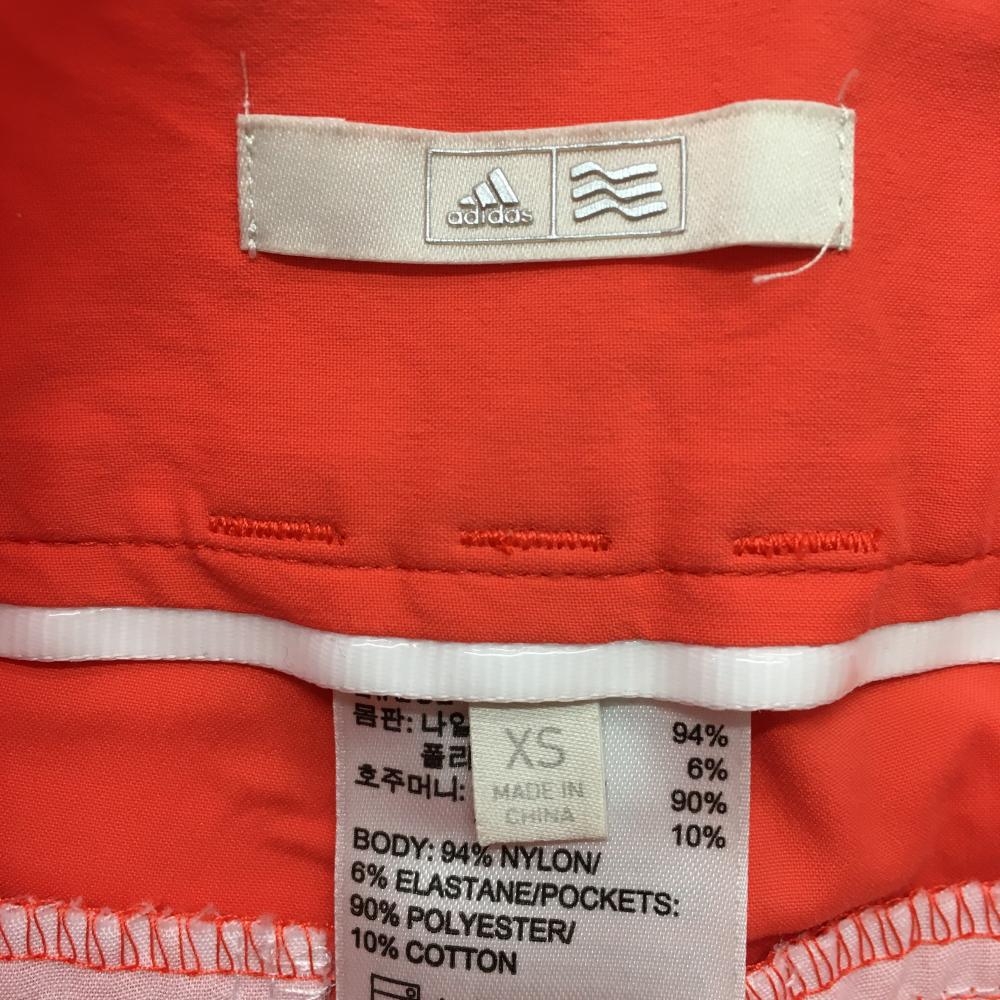 adidas
몸판: 나일
94%
폴리
6%
호주머니:
90%
10%
XS
MADE IN
CHINA
BODY: 94% NYLON/
6% ELASTANE/POCKETS:
90% POLYESTER/
10% COTTON